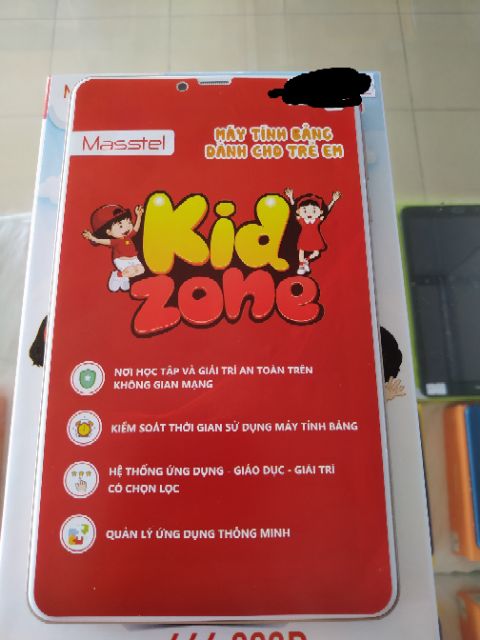 Masstel
MÁY TÍNH BẢNG
DÀNH CHO TRẺ EM
Kid
zone
NƠI HỌC TẬP VÀ GIẢI TRÍ AN TOÀN TRÊN
KHÔNG GIAN MẠNG
KIỂM SOÁT THỜI GIAN SỬ DỤNG MÁY TÍNH BẢNG
HỆ THỐNG ỨNG DỤNG - GIÁO DỤC - GIẢI TRÍ
CÓ CHỌN LỌC
QUẢN LÝ ỨNG DỤNG THÔNG MINH